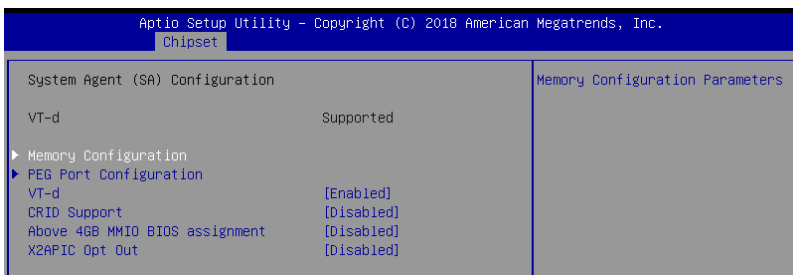 Aptio Setup Utility – Copyright (C) 2018 American Megatrends, Inc.
Chipset
System Agent (SA) Configuration
Memory Configuration Parameters
VT-d Supported
Memory Configuration
PEG Port Configuration
VT-d [Enabled]
CRID Support [Disabled]
Above 4GB MMIO BIOS assignment [Disabled]
X2APIC Opt Out [Disabled]